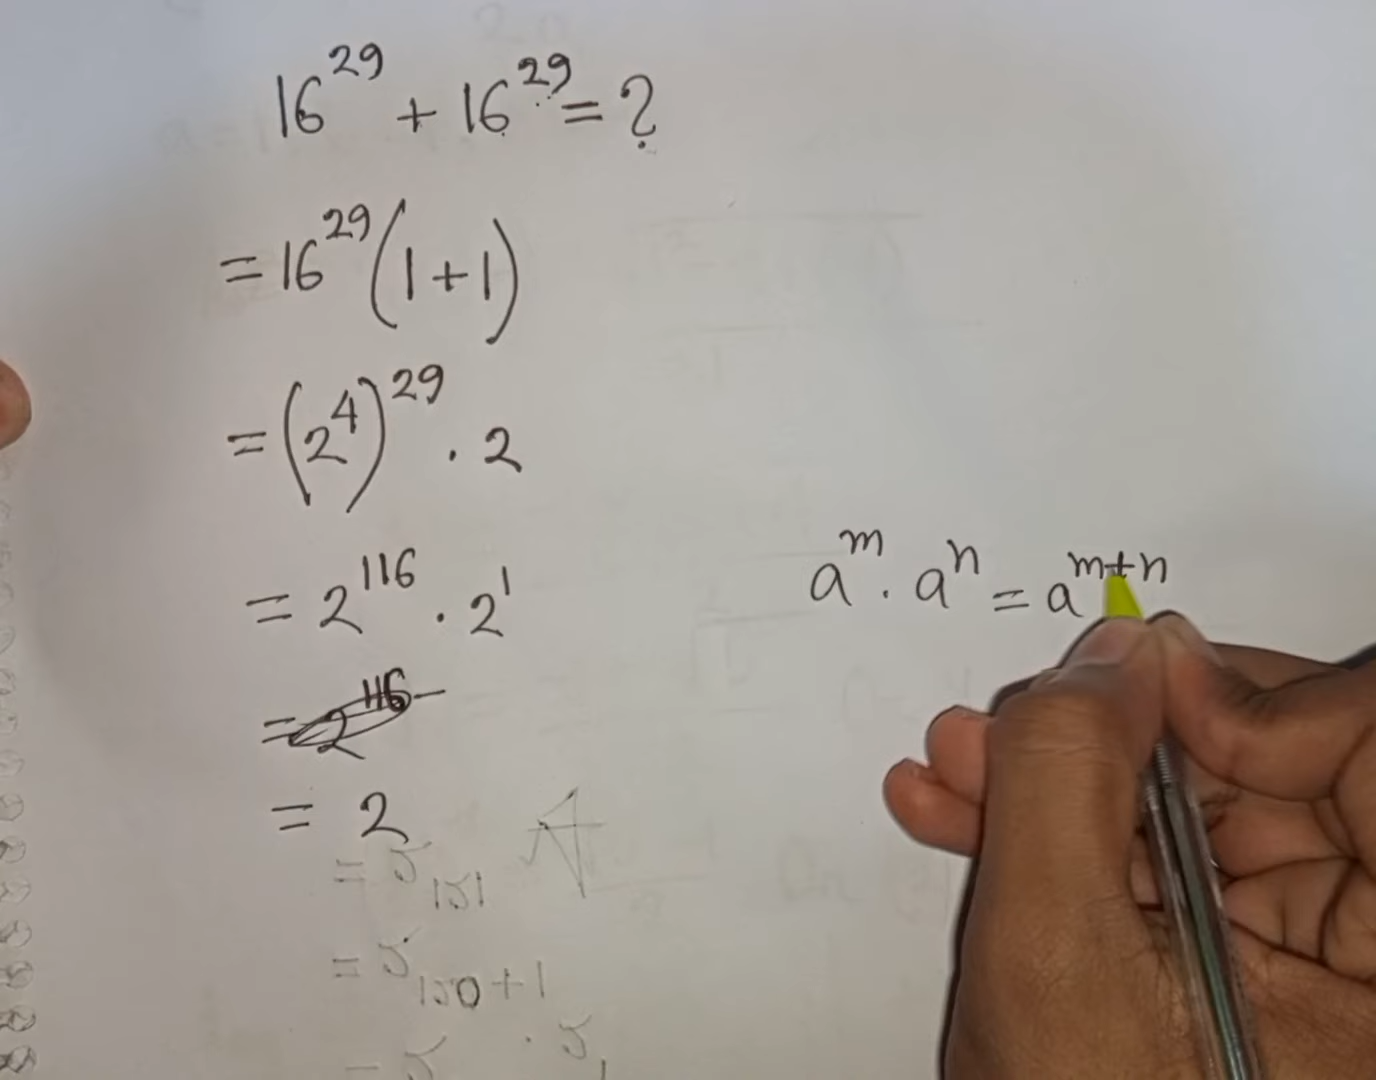 16^29 + 16^29 = ?
= 16^29 (1 + 1)
= (2^4)^29 . 2
= 2^116 . 2^1
a^m . a^n = a^m+n
= 2^116
= 2